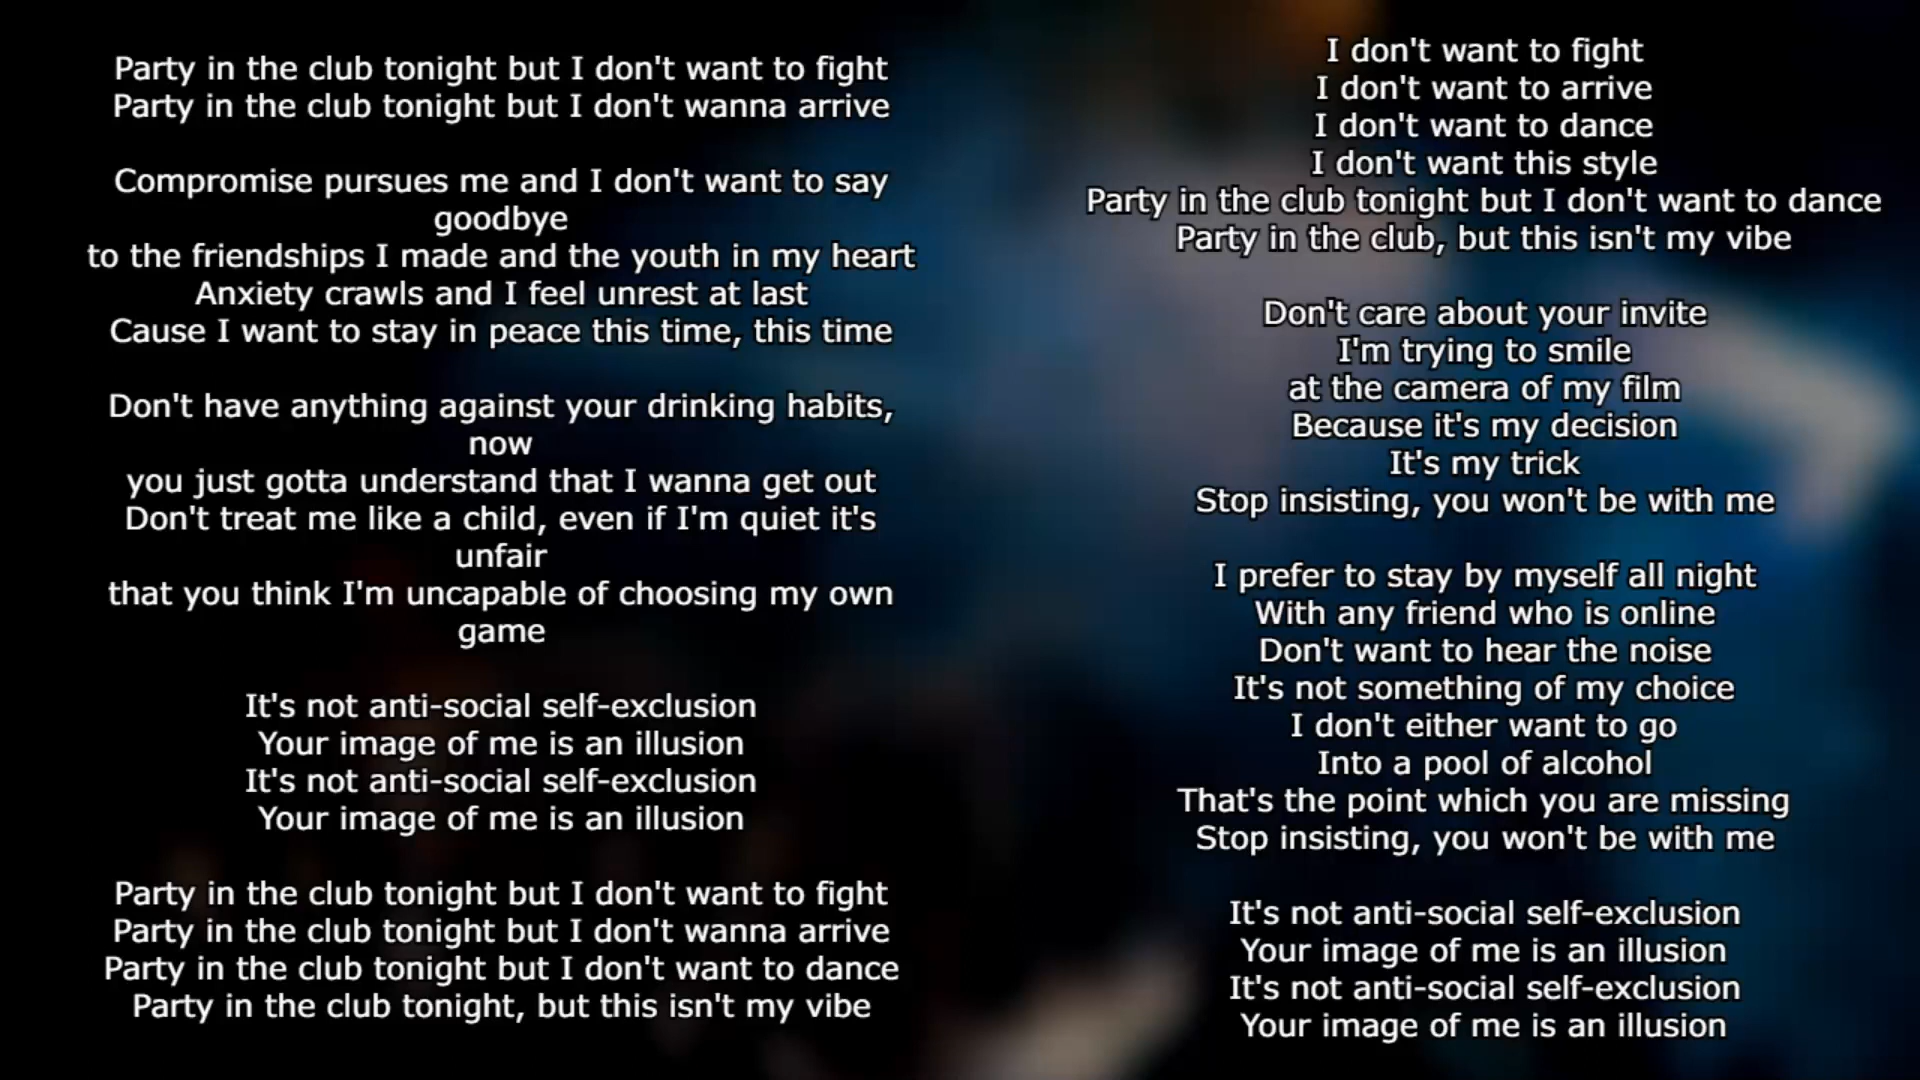 Party in the club tonight but I don't want to fight
Party in the club tonight but I don't wanna arrive
Compromise pursues me and I don't want to say
goodbye
to the friendships I made and the youth in my heart
Anxiety crawls and I feel unrest at last
Cause I want to stay in peace this time, this time
Don't have anything against your drinking habits,
now
you just gotta understand that I wanna get out
Don't treat me like a child, even if I'm quiet it's
unfair
that you think I'm uncapable of choosing my own
game
It's not anti-social self-exclusion
Your image of me is an illusion
It's not anti-social self-exclusion
Your image of me is an illusion
Party in the club tonight but I don't want to fight
Party in the club tonight but I don't wanna arrive
Party in the club tonight but I don't want to dance
Party in the club tonight, but this isn't my vibe
I don't want to fight
I don't want to arrive
I don't want to dance
I don't want this style
Party in the club tonight but I don't want to dance
Party in the club, but this isn't my vibe
Don't care about your invite
I'm trying to smile
at the camera of my film
Because it's my decision
It's my trick
Stop insisting, you won't be with me
I prefer to stay by myself all night
With any friend who is online
Don't want to hear the noise
It's not something of my choice
I don't either want to go
Into a pool of alcohol
That's the point which you are missing
Stop insisting, you won't be with me
It's not anti-social self-exclusion
Your image of me is an illusion
It's not anti-social self-exclusion
Your image of me is an illusion